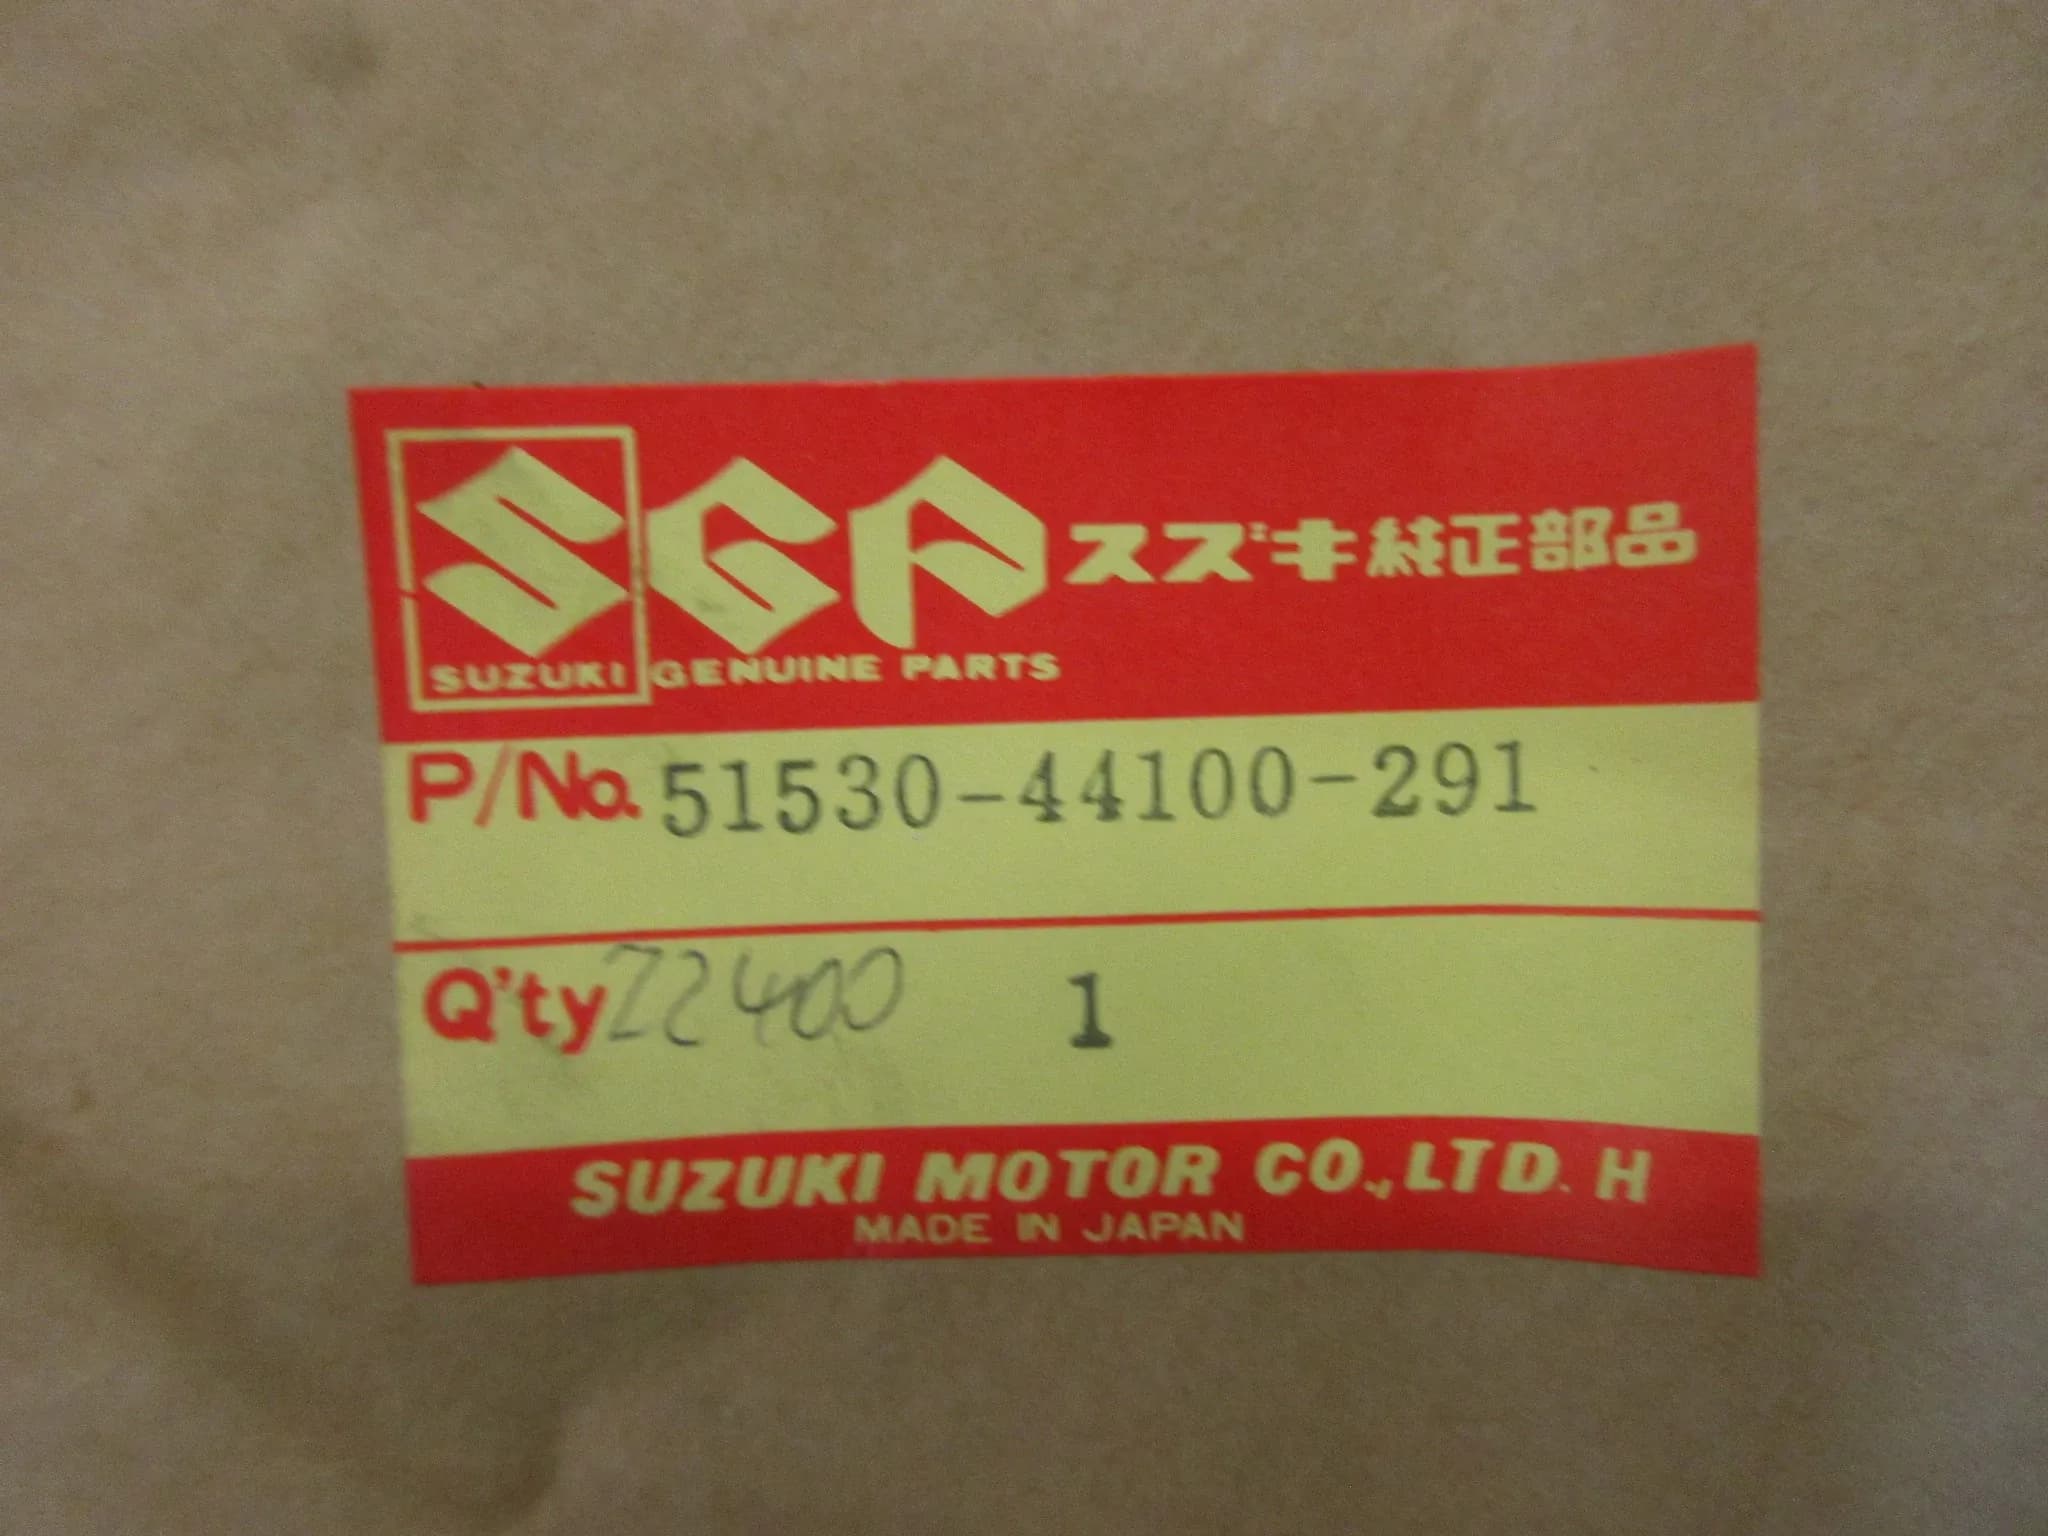 SGP スズキ純正部品
SUZUKI GENUINE PARTS
P/No. 51530-44100-291
Q'ty 22400 1
SUZUKI MOTOR CO., LTD. H
MADE IN JAPAN